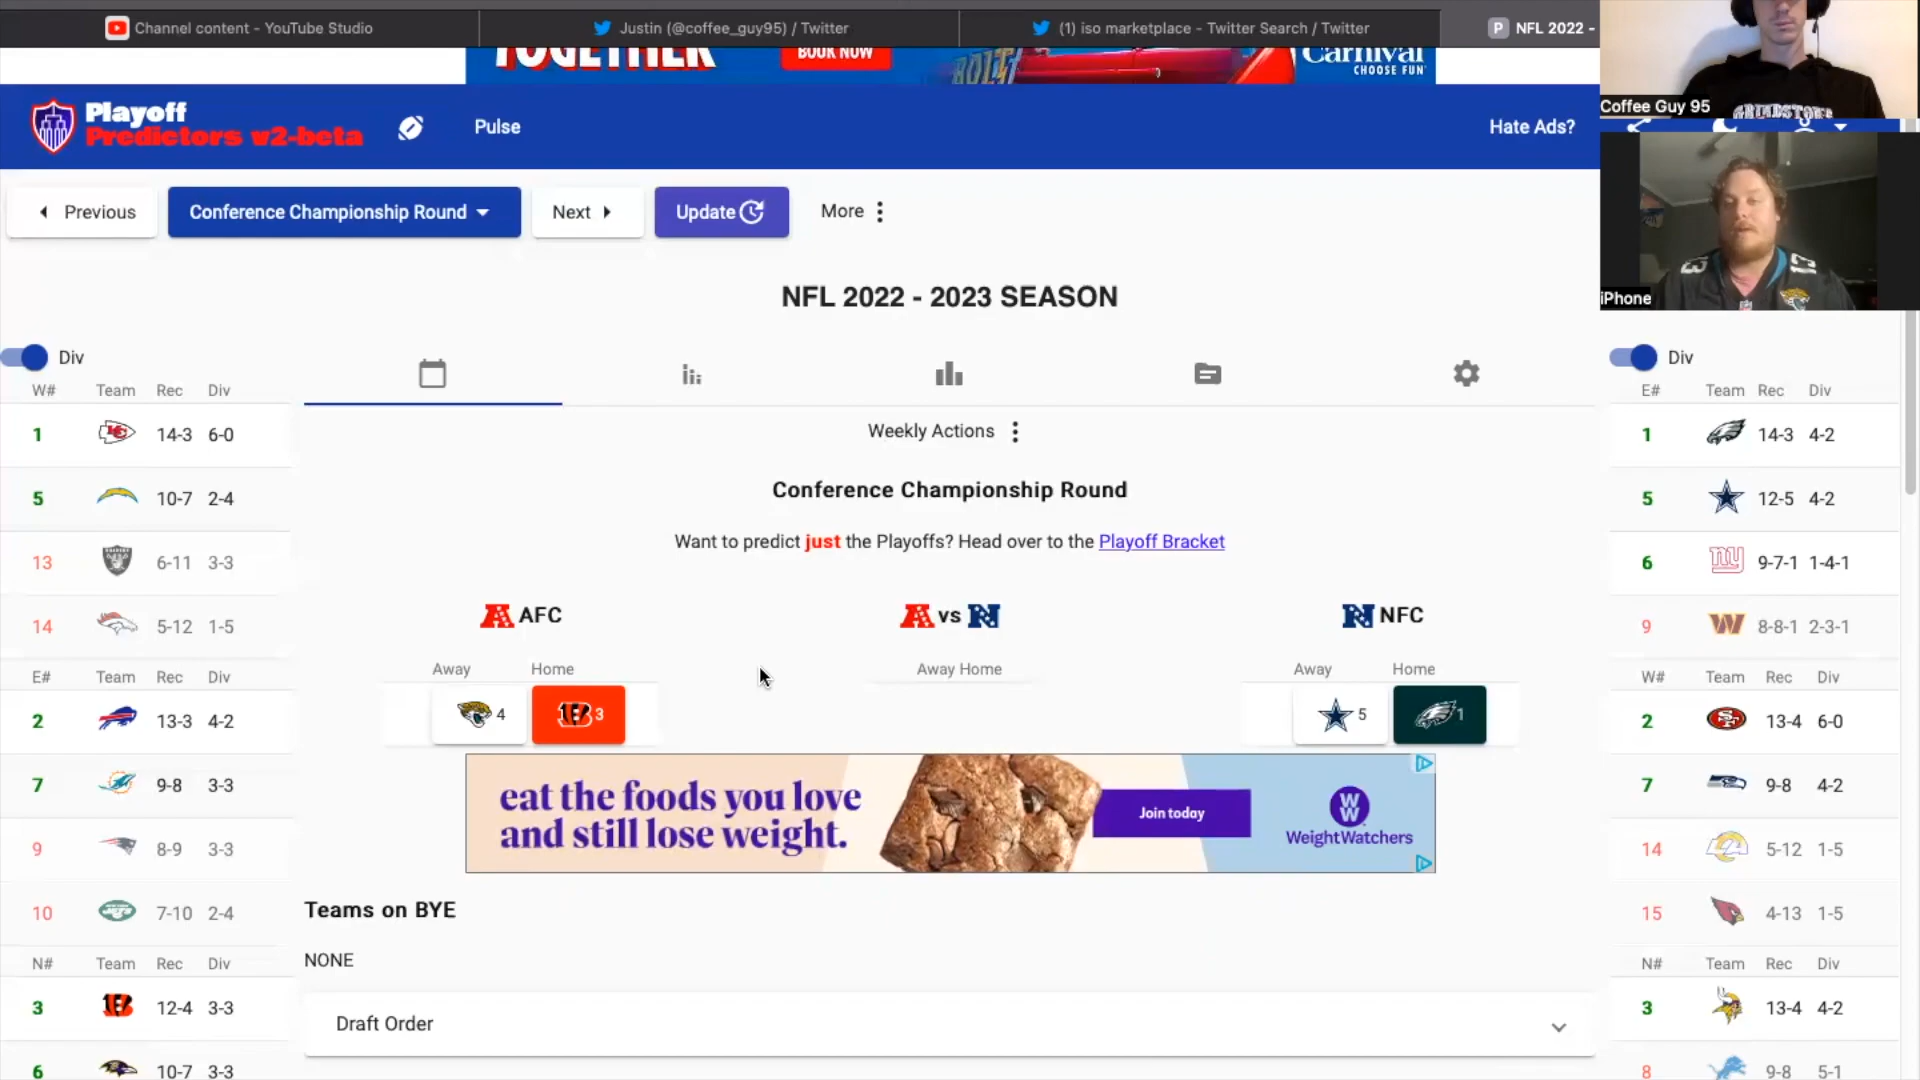 Channel content - YouTube Studio
Justin (@coffee_guy95) / Twitter
(1) iso marketplace - Twitter Search / Twitter
P NFL 2022 -
TOGETHER
BOOK NOW
BOLT
Carnival
CHOOSE FUN
Playoff
Predictors v2-beta
Pulse
Hate Ads?
Coffee Guy 95
GRINDSTONE
iPhone
13 13
Previous
Conference Championship Round
Next
Update
More
NFL 2022 - 2023 SEASON
Div
W# Team Rec Div
1 14-3 6-0
5 10-7 2-4
13 6-11 3-3
14 5-12 1-5
E# Team Rec Div
2 13-3 4-2
7 9-8 3-3
9 8-9 3-3
10 JETS 7-10 2-4
N# Team Rec Div
3 12-4 3-3
6 10-7 3-3
Weekly Actions
Conference Championship Round
Want to predict just the Playoffs? Head over to the Playoff Bracket
A AFC
A vs N
N NFC
Away Home
4 3
Away Home
Away Home
5 1
eat the foods you love
and still lose weight.
Join today
WW
WeightWatchers
Teams on BYE
NONE
Draft Order
Div
E# Team Rec Div
1 14-3 4-2
5 12-5 4-2
6 ny 9-7-1 1-4-1
9 W 8-8-1 2-3-1
W# Team Rec Div
2 SF 13-4 6-0
7 9-8 4-2
14 5-12 1-5
15 4-13 1-5
N# Team Rec Div
3 13-4 4-2
8 9-8 5-1